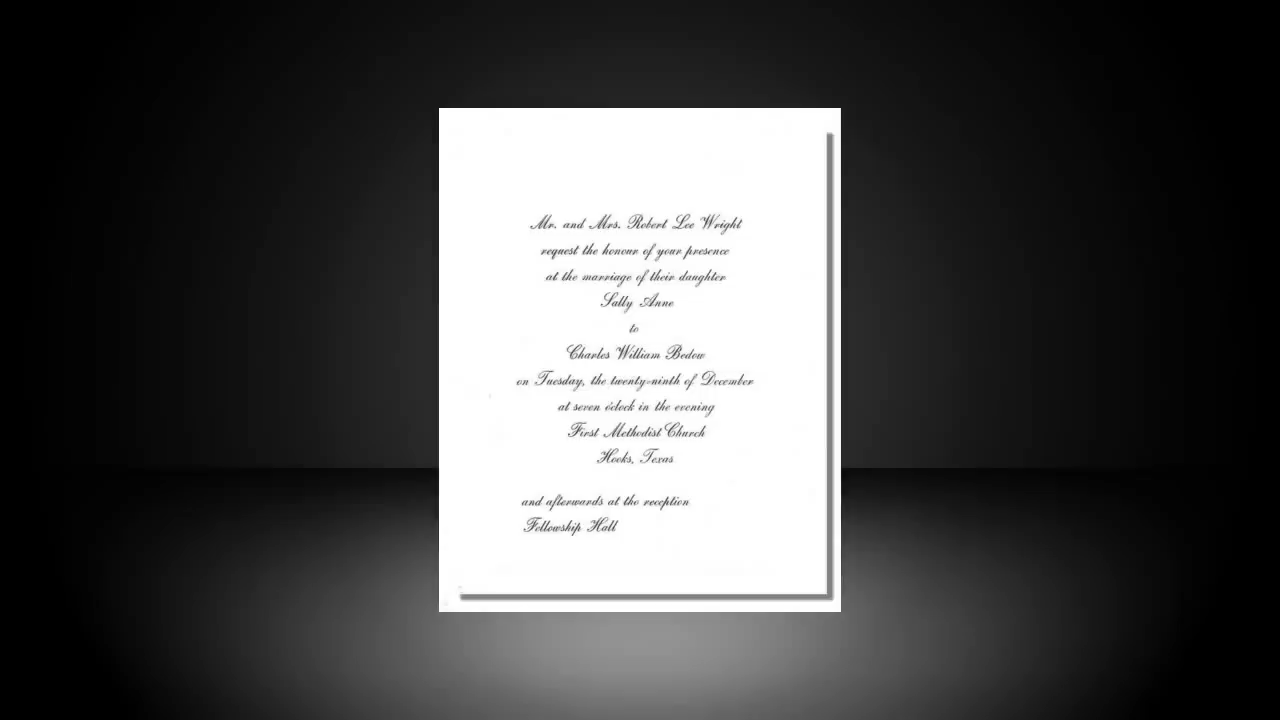 Mr. and Mrs. Robert Lee Wright
request the honour of your presence
at the marriage of their daughter
Sally Anne
to
Charles William Bedow
on Tuesday, the twenty-ninth of December
at seven o'clock in the evening
First Methodist Church
Hooks, Texas
and afterwards at the reception
Fellowship Hall